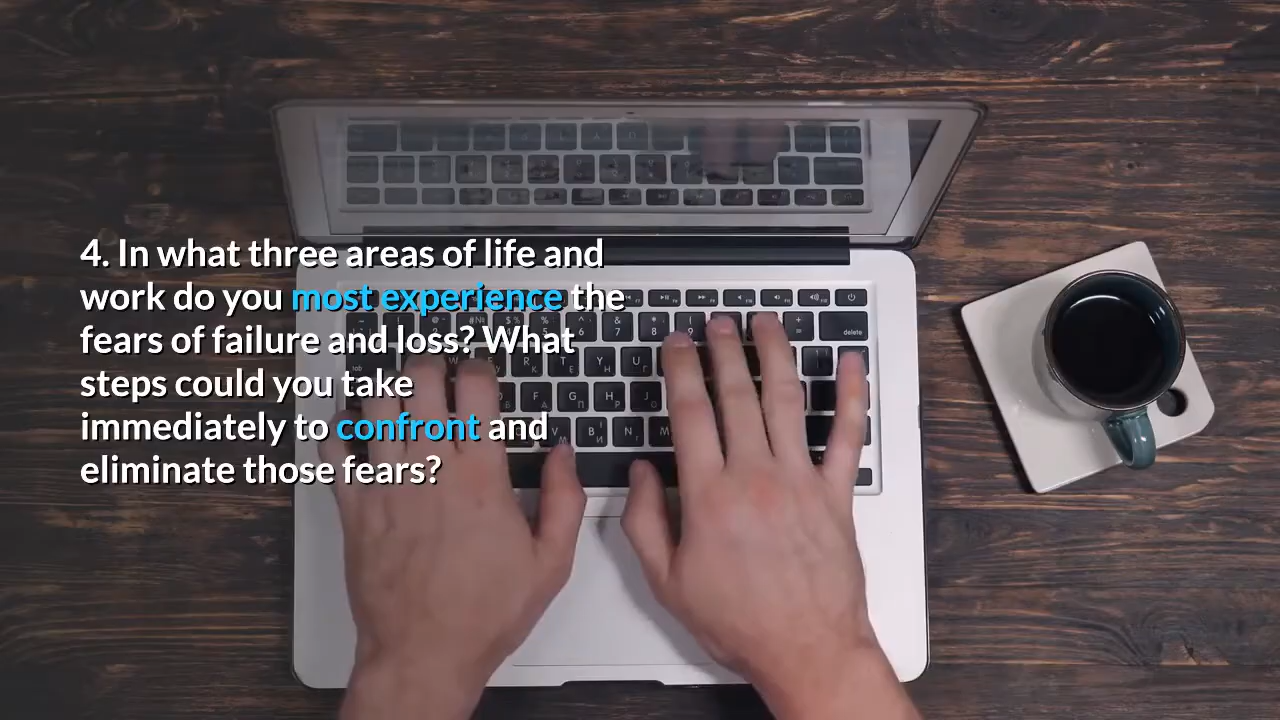 4. In what three areas of life and
work do you most experience the
fears of failure and loss? What
steps could you take
immediately to confront and
eliminate those fears?
delete